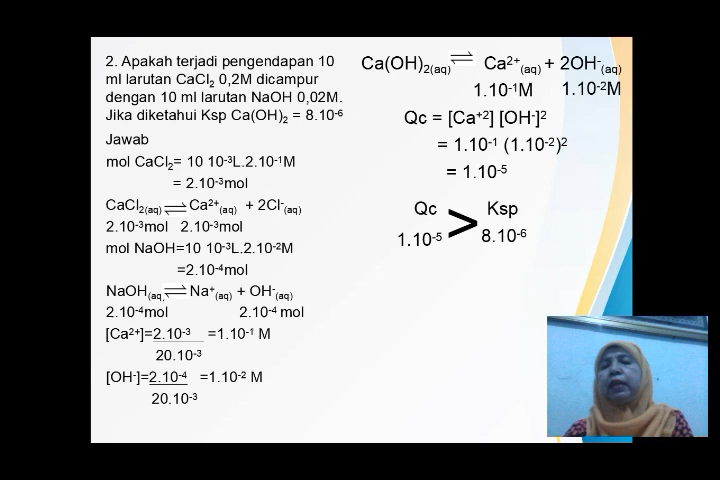 2. Apakah terjadi pengendapan 10
ml larutan CaCl₂ 0,2M dicampur
dengan 10 ml larutan NaOH 0,02M.
Jika diketahui Ksp Ca(OH)₂ = 8.10⁻⁶
Jawab
mol CaCl₂= 10 10⁻³L.2.10⁻¹M
= 2.10⁻³mol
CaCl₂₍aq₎ ⇌ Ca²⁺₍aq₎ + 2Cl⁻₍aq₎
2.10⁻³mol 2.10⁻³mol
mol NaOH=10 10⁻³L.2.10⁻²M
=2.10⁻⁴mol
NaOH₍aq₎ ⇌ Na⁺₍aq₎ + OH⁻₍aq₎
2.10⁻⁴mol 2.10⁻⁴ mol
[Ca²⁺]=2.10⁻³ =1.10⁻¹ M
20.10⁻³
[OH⁻]=2.10⁻⁴ =1.10⁻² M
20.10⁻³
Ca(OH)₂₍aq₎ ⇌ Ca²⁺₍aq₎ + 2OH⁻₍aq₎
1.10⁻¹M 1.10⁻²M
Qc = [Ca⁺²] [OH⁻]²
= 1.10⁻¹ (1.10⁻²)²
= 1.10⁻⁵
Qc > Ksp
1.10⁻⁵ 8.10⁻⁶